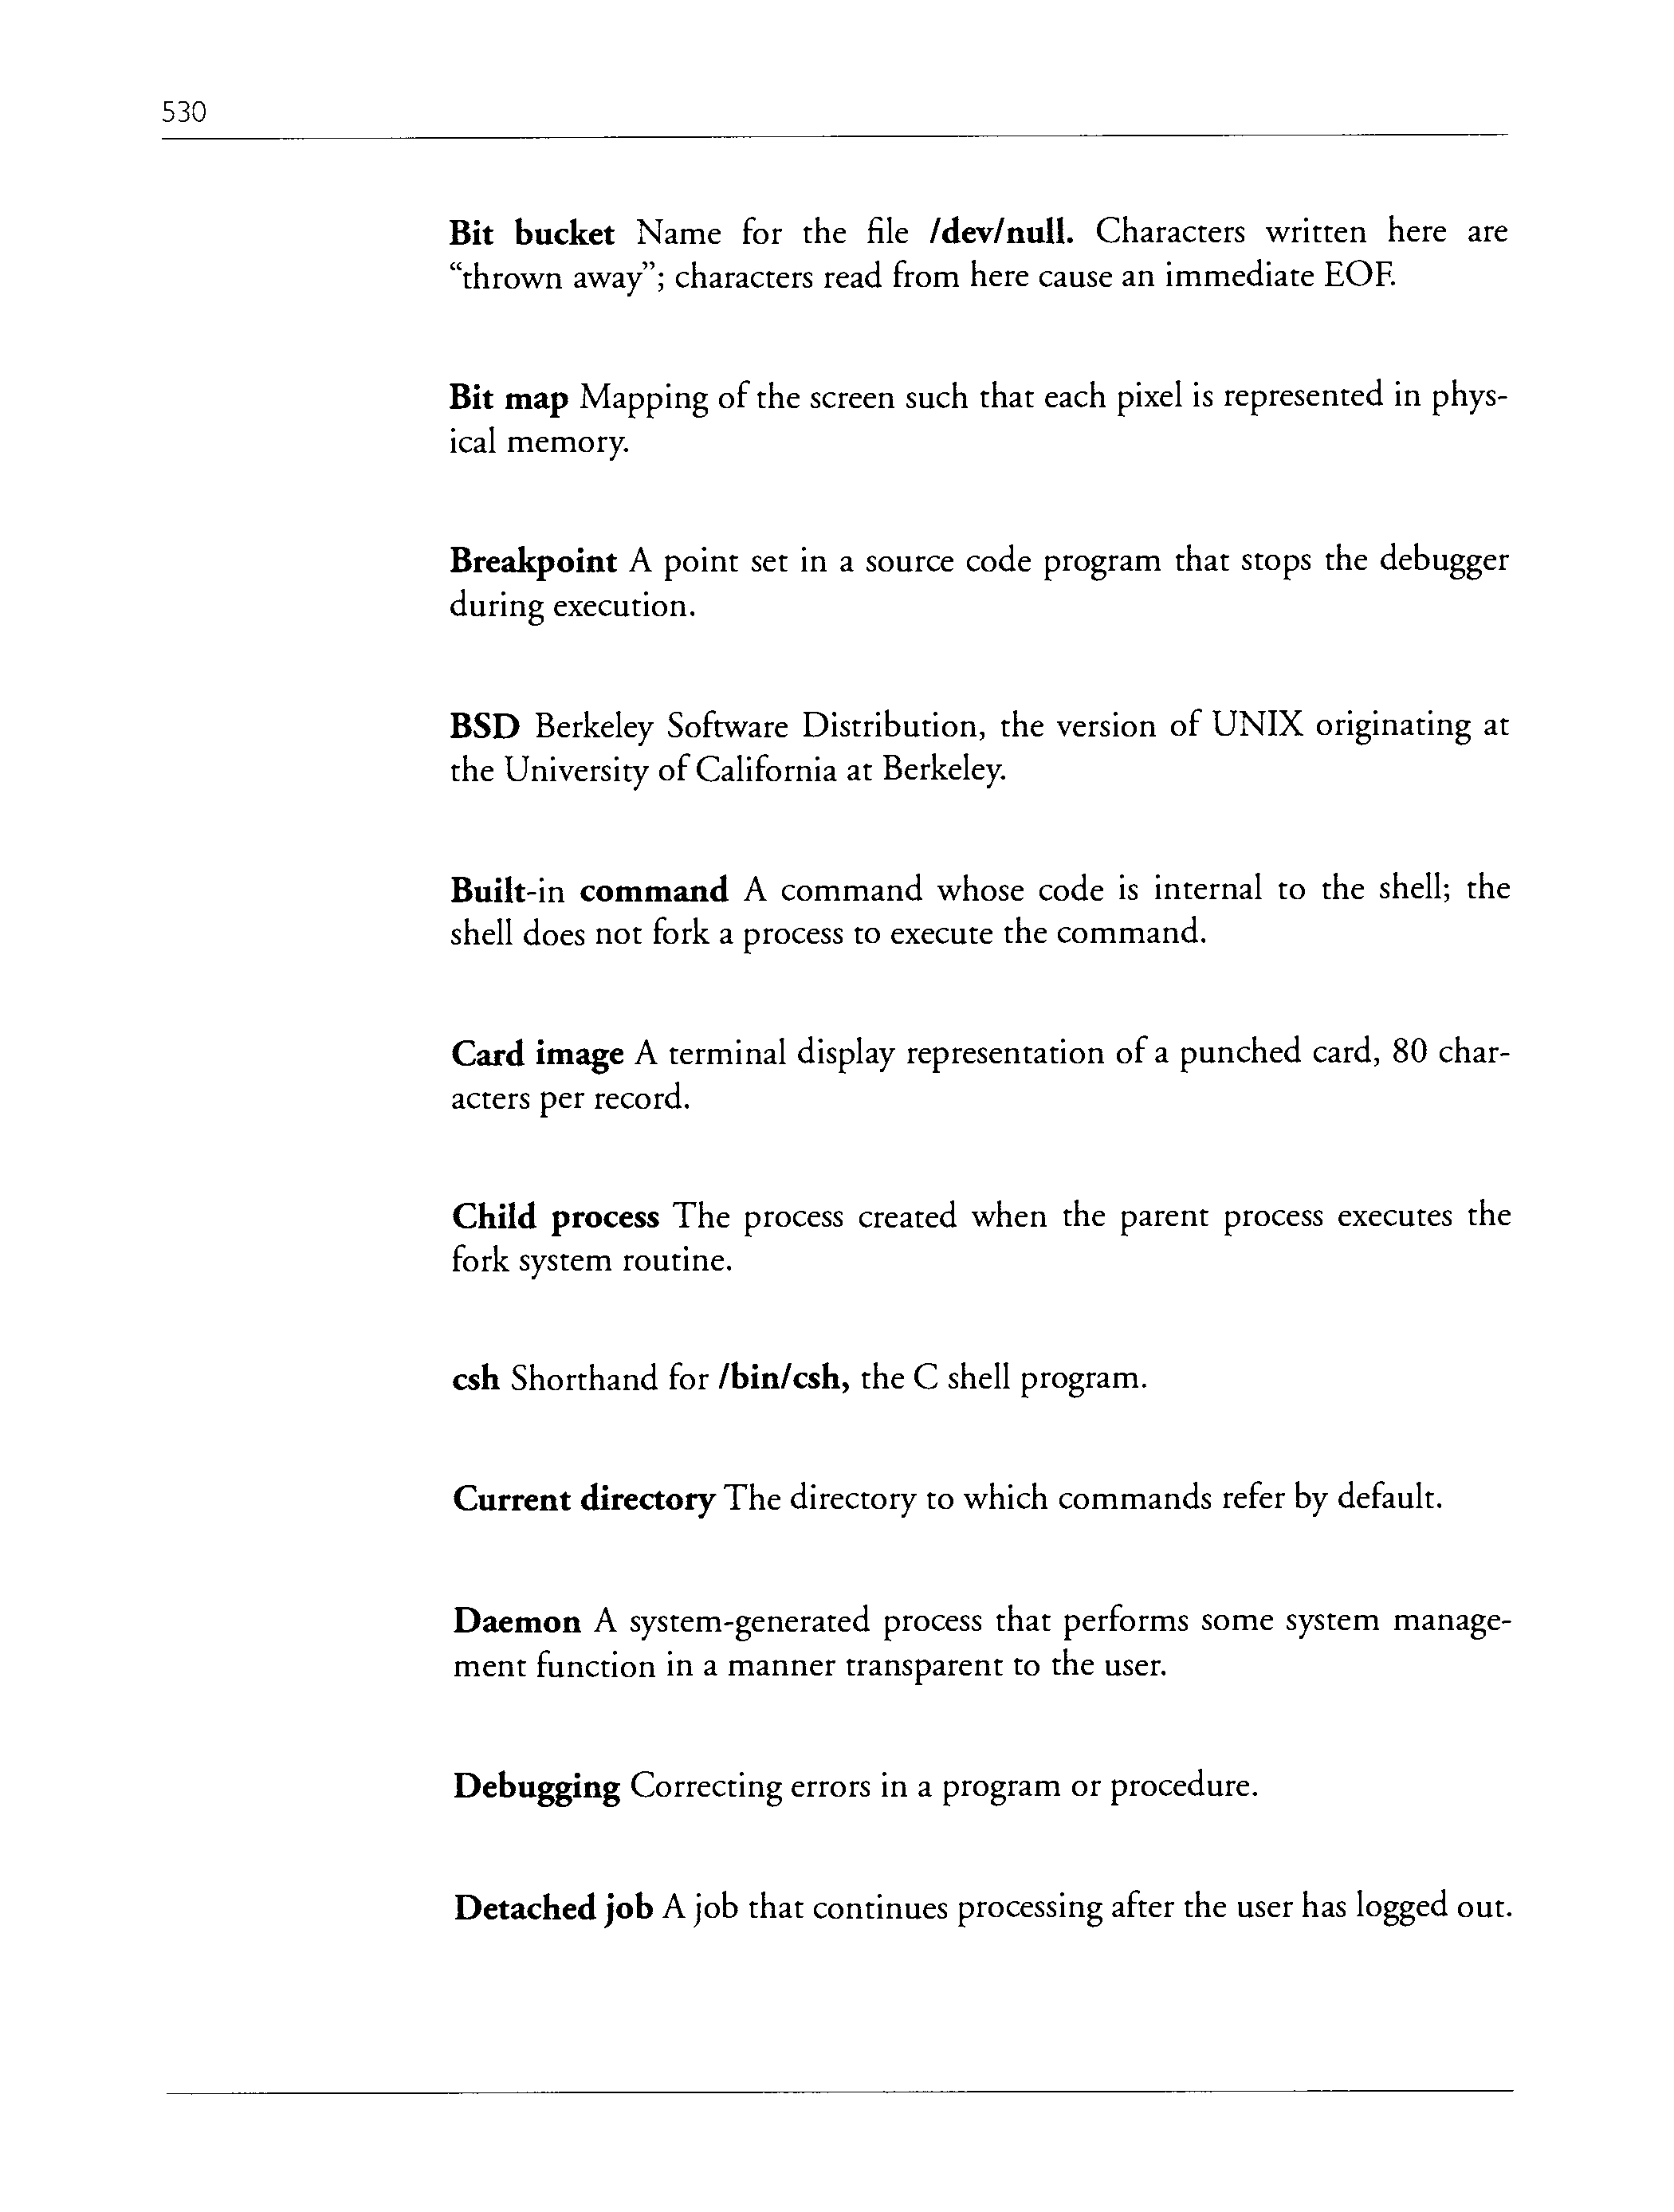 530
Bit bucket Name for the file /dev/null. Characters written here are
“thrown away”; characters read from here cause an immediate EOF.
Bit map Mapping of the screen such that each pixel is represented in phys-
ical memory.
Breakpoint A point set in a source code program that stops the debugger
during execution.
BSD Berkeley Software Distribution, the version of UNIX originating at
the University of California at Berkeley.
Built-in command A command whose code is internal to the shell; the
shell does not fork a process to execute the command.
Card image A terminal display representation of a punched card, 80 char-
acters per record.
Child process The process created when the parent process executes the
fork system routine.
csh Shorthand for /bin/csh, the C shell program.
Current directory The directory to which commands refer by default.
Daemon A system-generated process that performs some system manage-
ment function in a manner transparent to the user.
Debugging Correcting errors in a program or procedure.
Detached job A job that continues processing after the user has logged out.